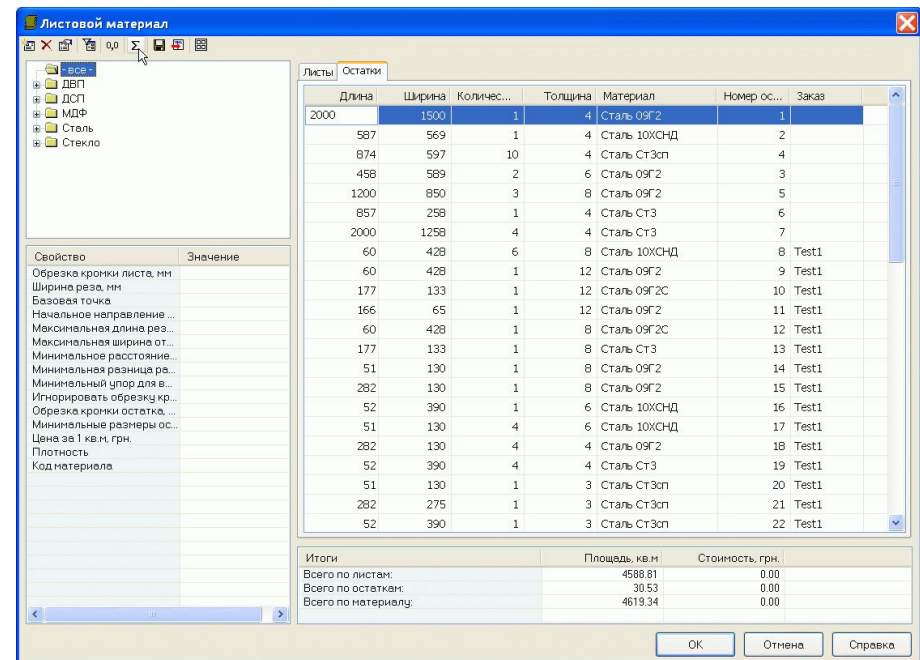 Листовой материал
0,0 Σ
- все -
ДВП
ДСП
МДФ
Сталь
Стекло
Свойство Значение
Обрезка кромки листа, мм
Ширина реза, мм
Базовая точка
Начальное направление ...
Максимальная длина рез...
Максимальная ширина от...
Минимальное расстояние...
Минимальная разница ра...
Минимальный упор для в...
Игнорировать обрезку кр...
Обрезка кромки остатка, ...
Минимальные размеры ос...
Цена за 1 кв.м, грн.
Плотность
Код материала
Листы Остатки
Длина Ширина Количес... Толщина Материал Номер ос... Заказ
2000 1500 1 4 Сталь 09Г2 1
587 569 1 4 Сталь 10ХСНД 2
874 597 10 4 Сталь Ст3сп 4
458 589 2 6 Сталь 09Г2 3
1200 850 3 8 Сталь 09Г2 5
857 258 1 4 Сталь Ст3 6
2000 1258 4 4 Сталь Ст3 7
60 428 6 8 Сталь 10ХСНД 8 Test1
60 428 1 12 Сталь 09Г2 9 Test1
177 133 1 12 Сталь 09Г2С 10 Test1
166 65 1 12 Сталь 09Г2 11 Test1
60 428 1 8 Сталь 09Г2С 12 Test1
177 133 1 8 Сталь Ст3 13 Test1
51 130 1 8 Сталь 09Г2 14 Test1
282 130 1 8 Сталь 09Г2 15 Test1
52 390 1 6 Сталь 10ХСНД 16 Test1
51 130 4 6 Сталь 10ХСНД 17 Test1
282 130 4 4 Сталь 09Г2 18 Test1
52 390 4 4 Сталь Ст3 19 Test1
51 130 1 3 Сталь Ст3сп 20 Test1
282 275 1 3 Сталь Ст3сп 21 Test1
52 390 1 3 Сталь Ст3сп 22 Test1
Итоги Площадь, кв.м Стоимость, грн.
Всего по листам: 4588.81 0.00
Всего по остаткам: 30.53 0.00
Всего по материалу: 4619.34 0.00
ОК Отмена Справка